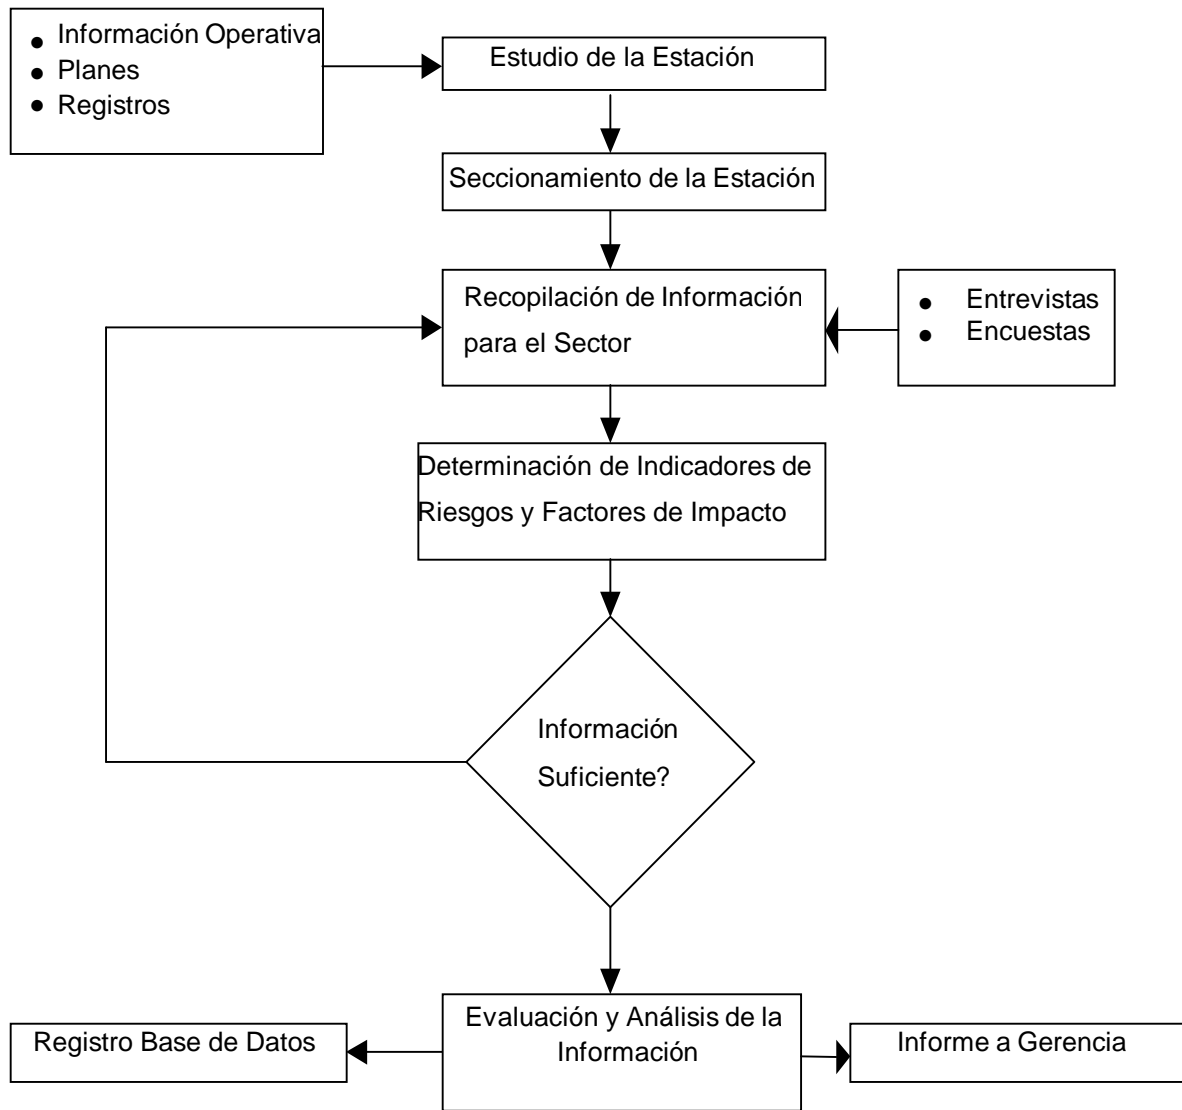 ● Información Operativa
● Planes
● Registros
Estudio de la Estación
Seccionamiento de la Estación
Recopilación de Información
para el Sector
● Entrevistas
● Encuestas
Determinación de Indicadores de
Riesgos y Factores de Impacto
Información
Suficiente?
Evaluación y Análisis de la
Información
Registro Base de Datos
Informe a Gerencia